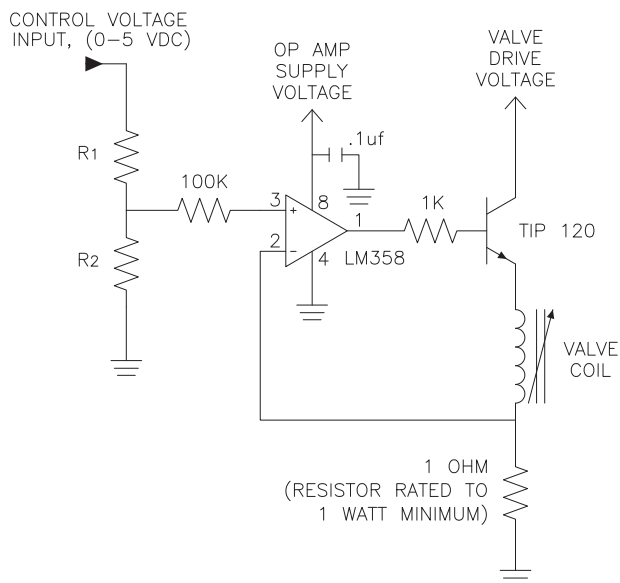 CONTROL VOLTAGE
INPUT, (0–5 VDC)
OP AMP
SUPPLY
VOLTAGE
VALVE
DRIVE
VOLTAGE
.1uf
R1
100K
3
+
8
1
1K
TIP 120
2
−
4
LM358
R2
VALVE
COIL
1 OHM
(RESISTOR RATED TO
1 WATT MINIMUM)